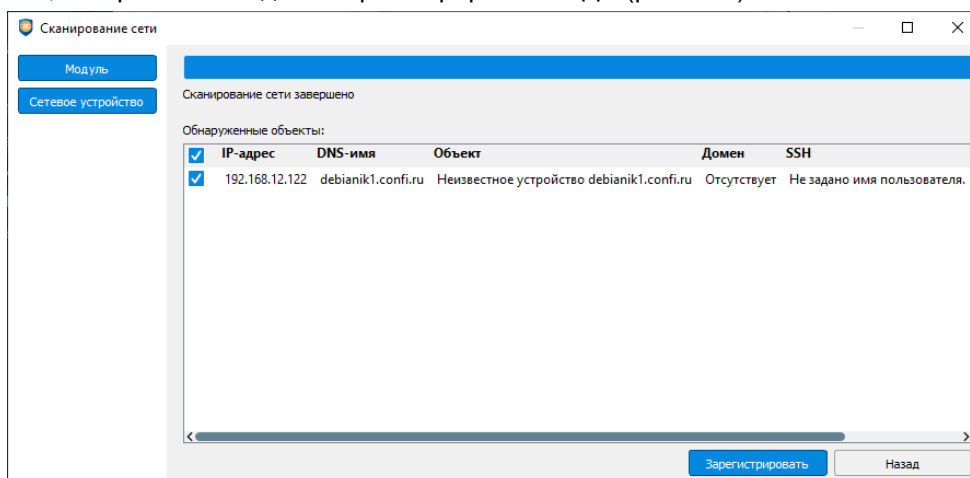 Сканирование сети
Модуль
Сетевое устройство
Сканирование сети завершено
Обнаруженные объекты:
IP-адрес DNS-имя Объект Домен SSH
192.168.12.122 debianik1.confi.ru Неизвестное устройство debianik1.confi.ru Отсутствует Не задано имя пользователя.
Зарегистрировать Назад